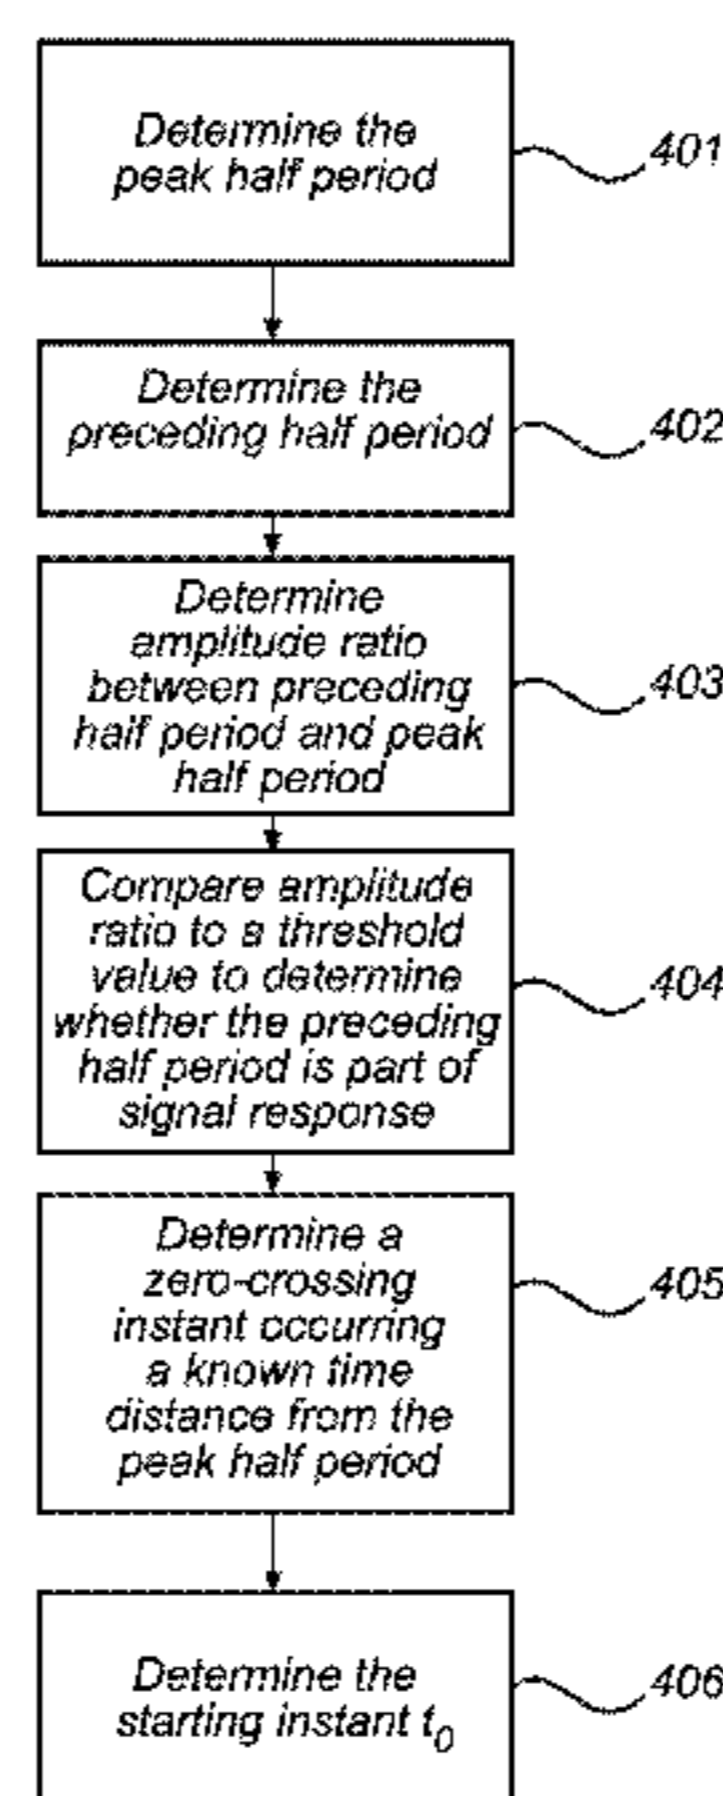 Determine the
peak half period
401
Determine the
preceding half period
402
Determine
amplitude ratio
between preceding
half period and peak
half period
403
Compare amplitude
ratio to a threshold
value to determine
whether the preceding
half period is part of
signal response
404
Determine a
zero-crossing
instant occurring
a known time
distance from the
peak half period
405
Determine the
starting instant t0
406